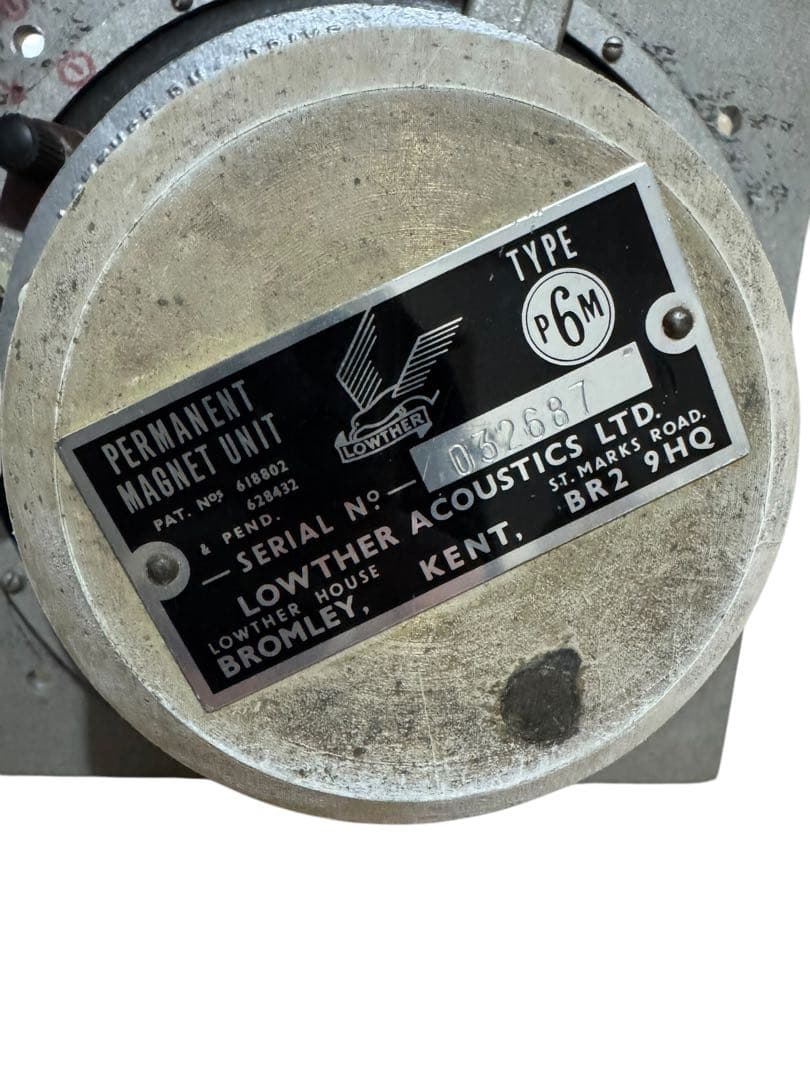 TYPE
P6M
PERMANENT
MAGNET UNIT
PAT. Nos 618802
628432
& PEND.
LOWTHER
SERIAL No 032687
LOWTHER ACOUSTICS LTD.
LOWTHER HOUSE ST. MARKS ROAD.
BROMLEY, KENT, BR2 9HQ
DRIVE